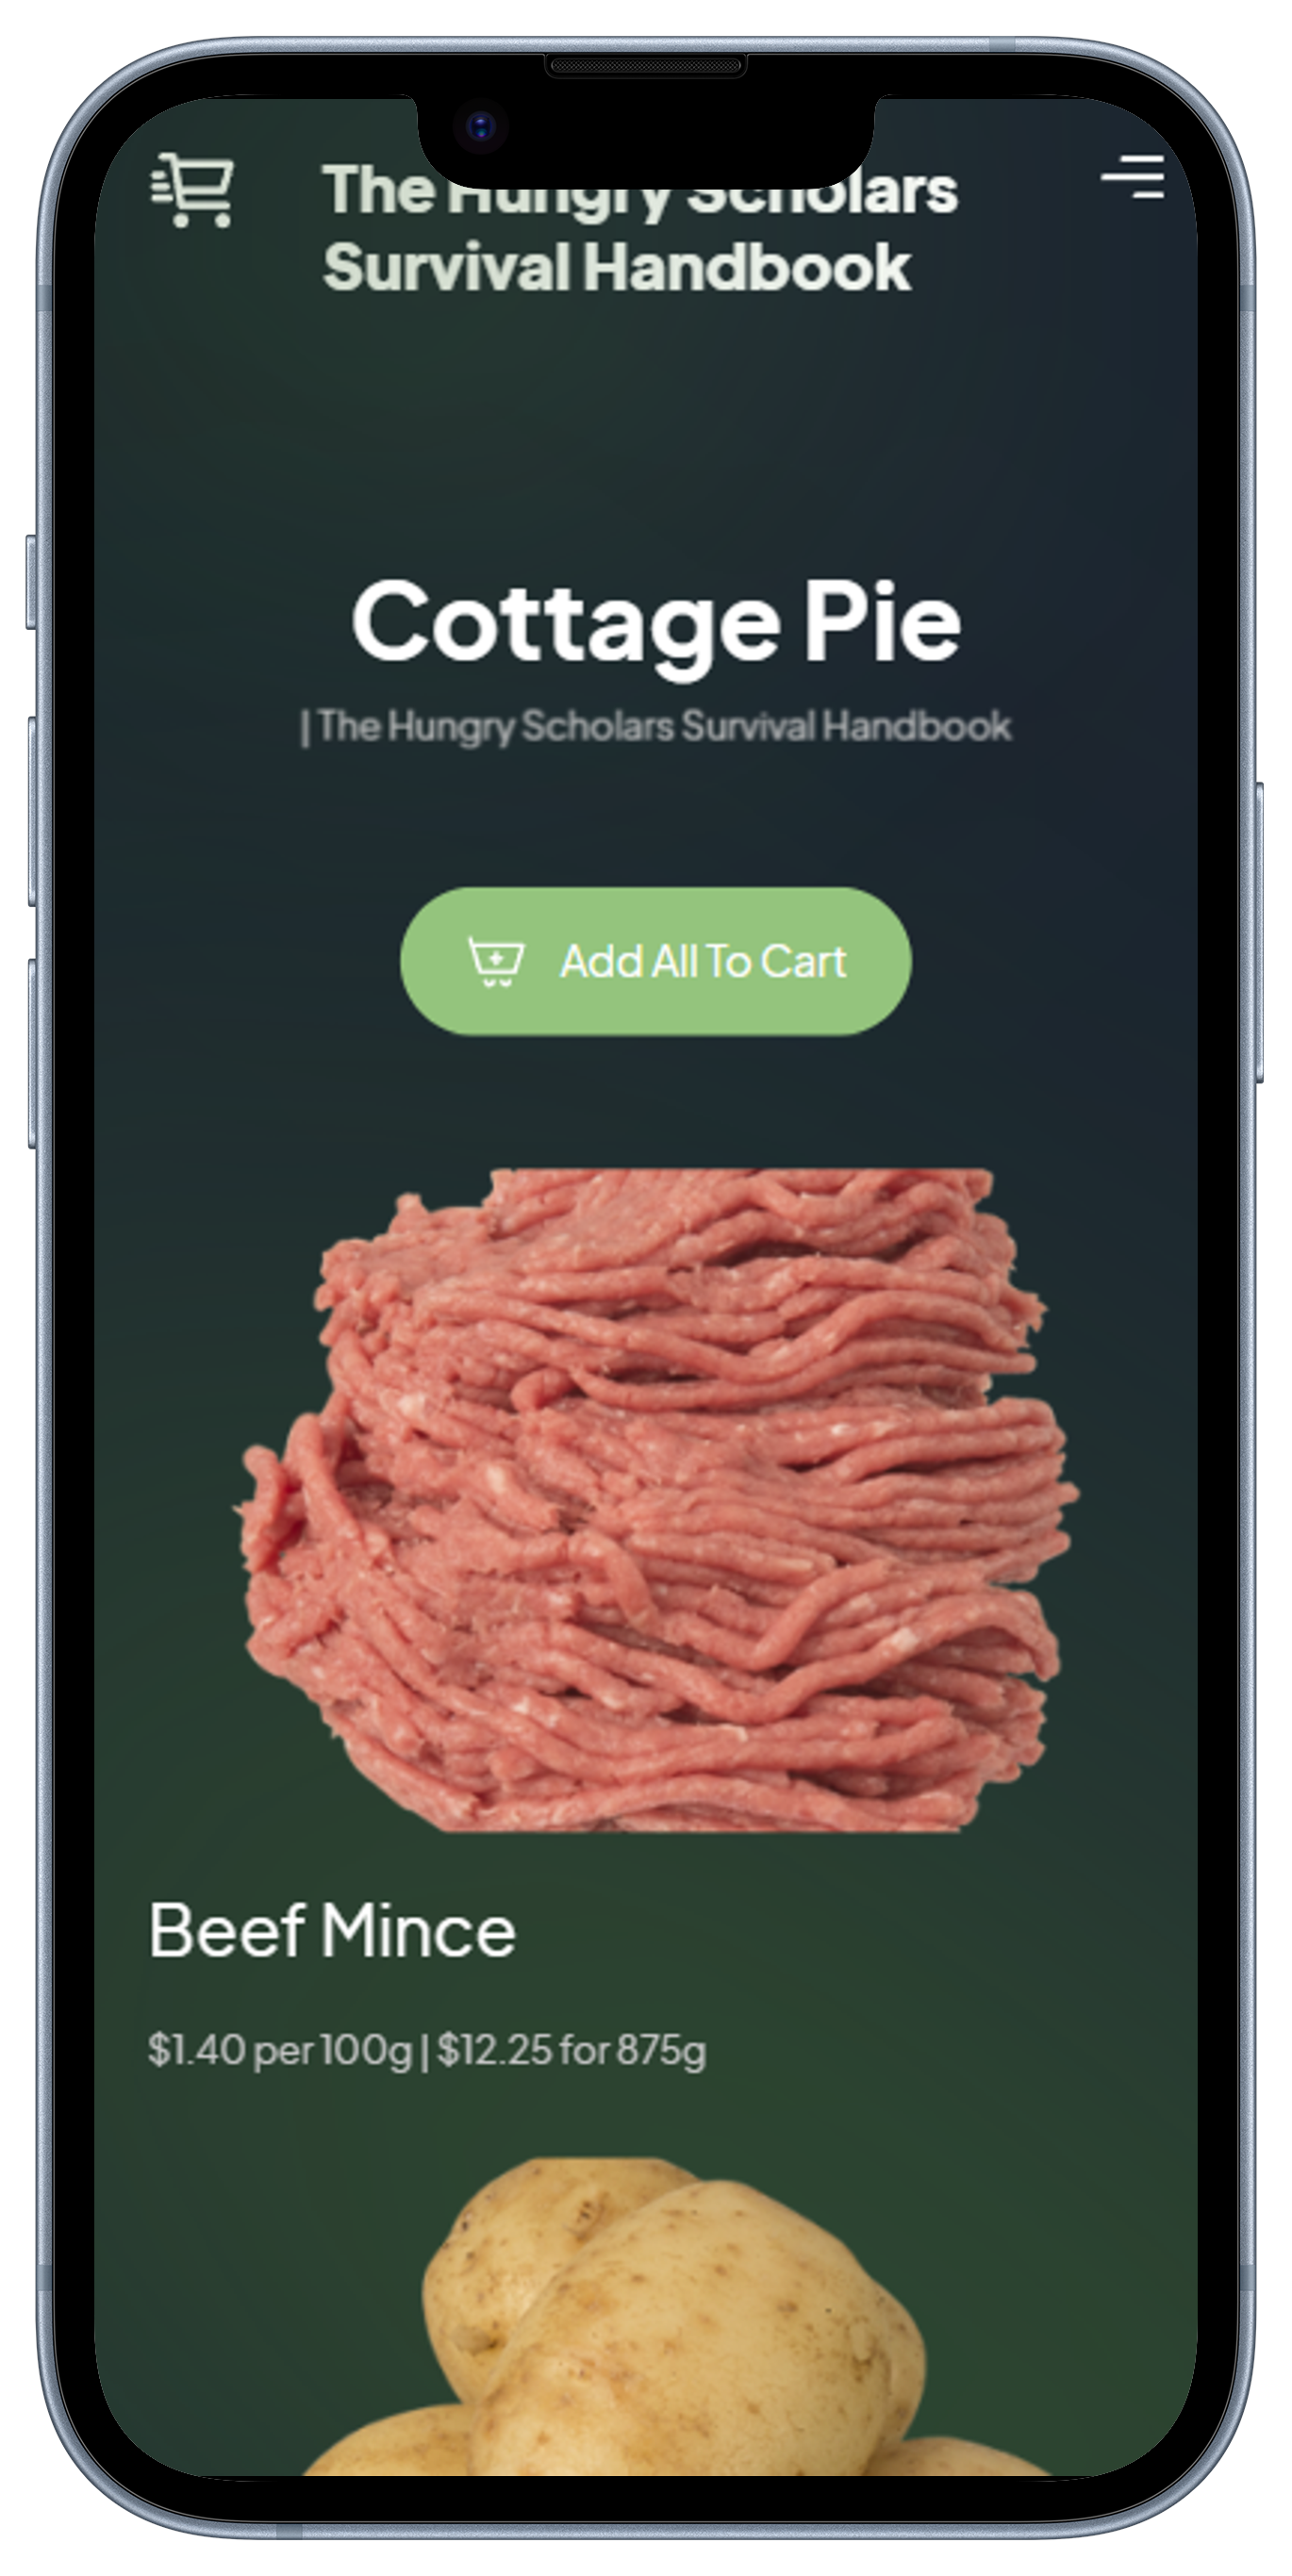 The Hungry Scholars
Survival Handbook
Cottage Pie
| The Hungry Scholars Survival Handbook
Add All To Cart
Beef Mince
$1.40 per 100g | $12.25 for 875g